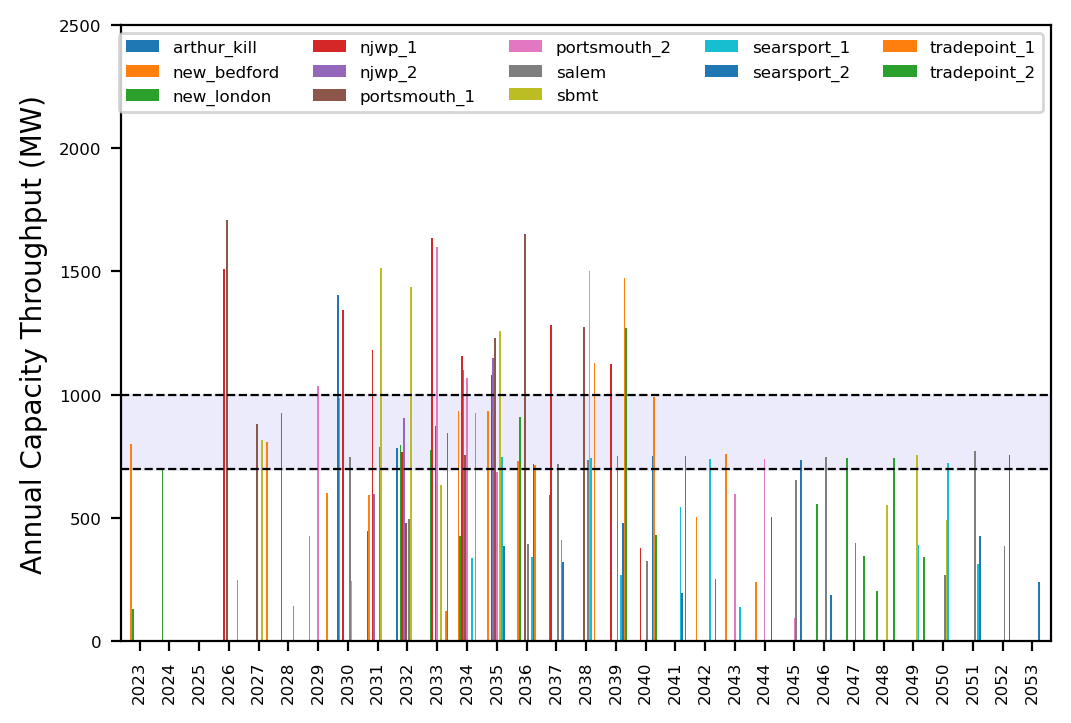 2500
2000
1500
1000
500
0
Annual Capacity Throughput (MW)
arthur_kill
new_bedford
new_london
njwp_1
njwp_2
portsmouth_1
portsmouth_2
salem
sbmt
searsport_1
searsport_2
tradepoint_1
tradepoint_2
2023
2024
2025
2026
2027
2028
2029
2030
2031
2032
2033
2034
2035
2036
2037
2038
2039
2040
2041
2042
2043
2044
2045
2046
2047
2048
2049
2050
2051
2052
2053